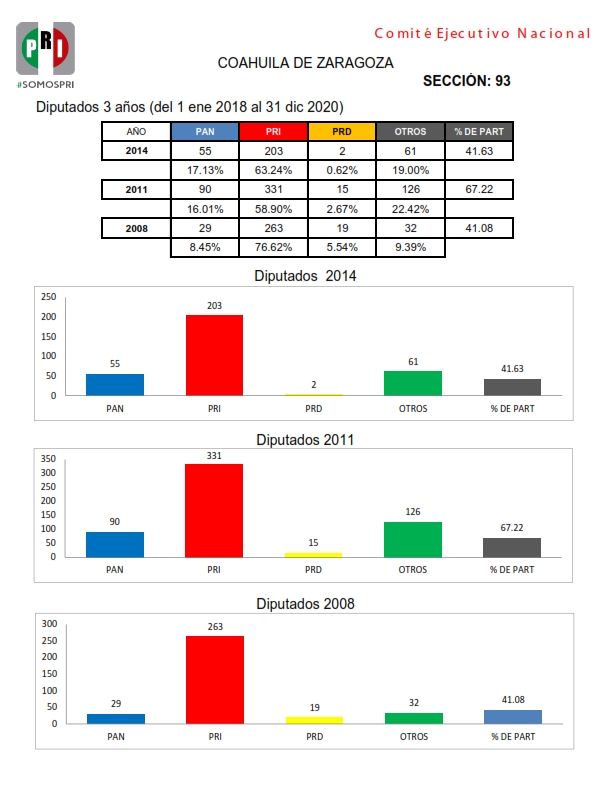 PRI
#SOMOSPRI
Comité Ejecutivo Nacional
COAHUILA DE ZARAGOZA
SECCIÒN: 93
Diputados 3 años (del 1 ene 2018 al 31 dic 2020)
AÑO PAN PRI PRD OTROS % DE PART
2014 55 203 2 61 41.63
17.13% 63.24% 0.62% 19.00%
2011 90 331 15 126 67.22
16.01% 58.90% 2.67% 22.42%
2008 29 263 19 32 41.08
8.45% 76.62% 5.54% 9.39%
Diputados 2014
250
200
150
100
50
0
55 203 2 61 41.63
PAN PRI PRD OTROS % DE PART
Diputados 2011
350
300
250
200
150
100
50
0
90 331 15 126 67.22
PAN PRI PRD OTROS % DE PART
Diputados 2008
300
250
200
150
100
50
0
29 263 19 32 41.08
PAN PRI PRD OTROS % DE PART